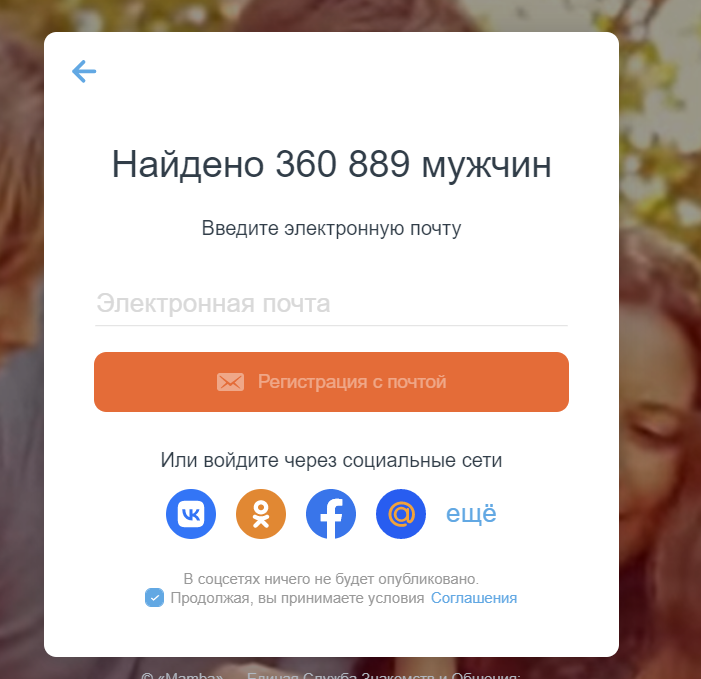 Найдено 360 889 мужчин
Введите электронную почту
Электронная почта
Регистрация с почтой
Или войдите через социальные сети
ещё
В соцсетях ничего не будет опубликовано.
Продолжая, вы принимаете условия Соглашения
© «Mamba» — Единая Служба Знакомств и Общения: